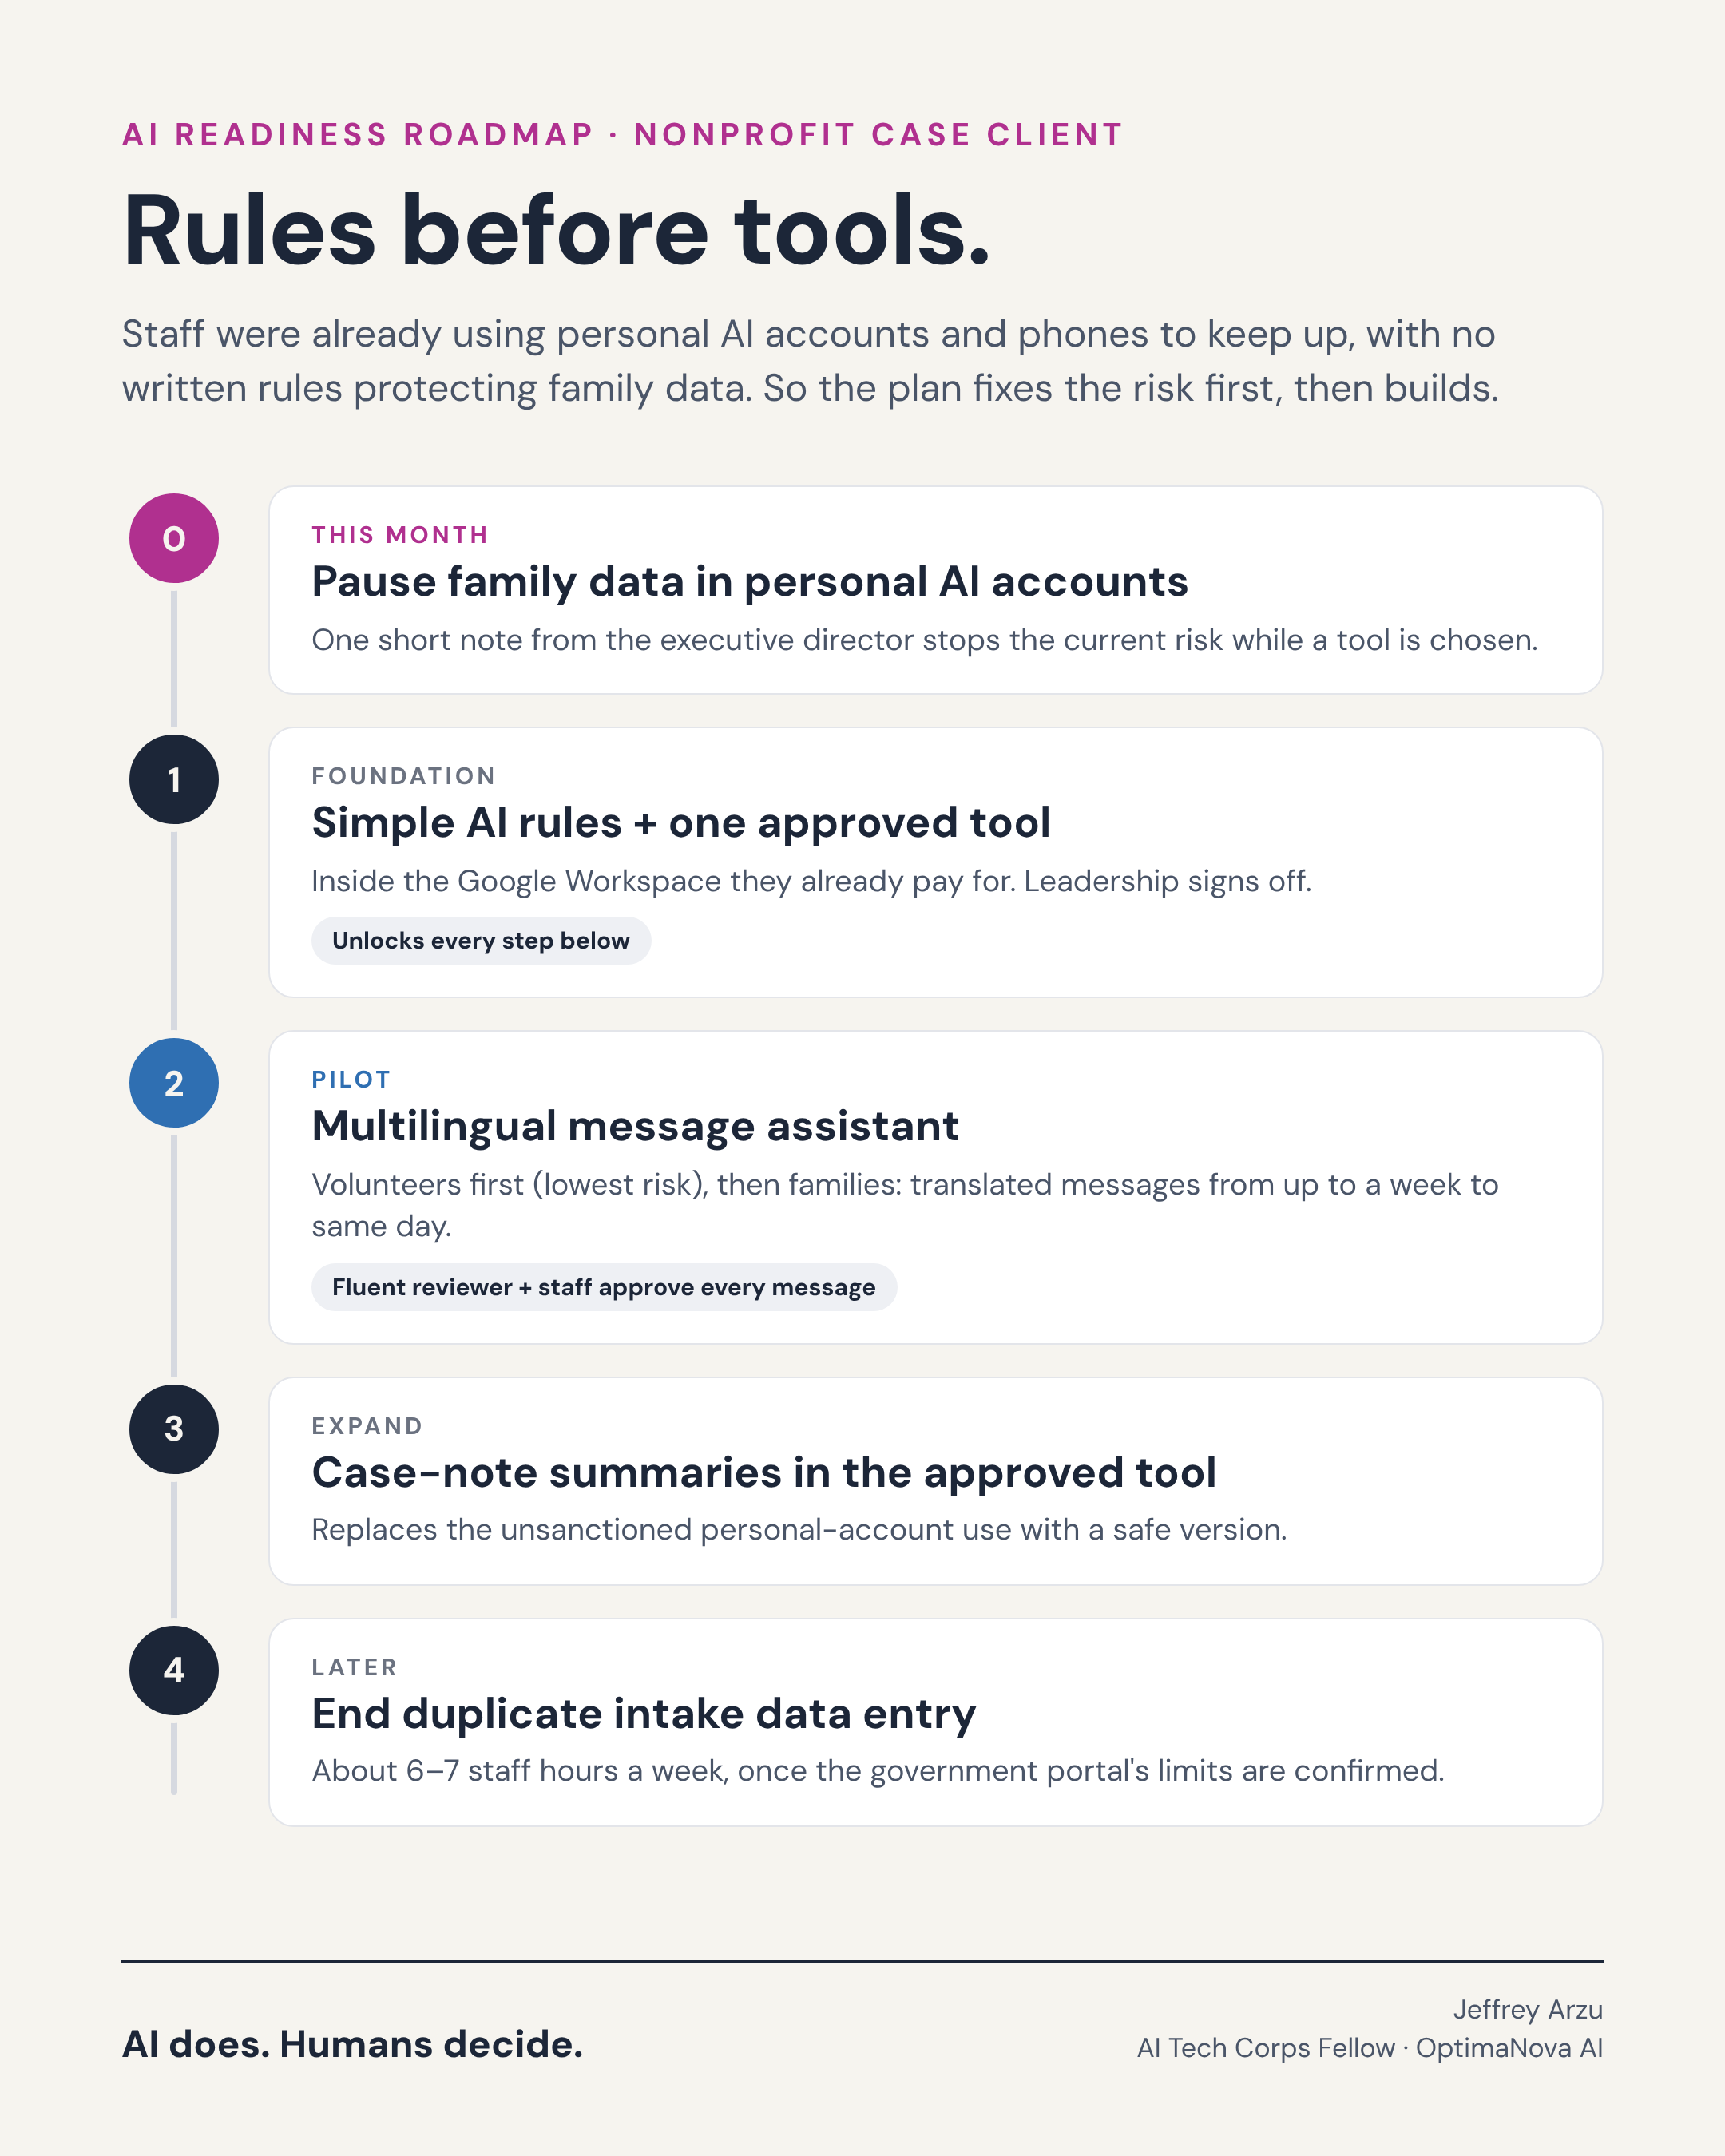 AI READINESS ROADMAP · NONPROFIT CASE CLIENT
Rules before tools.
Staff were already using personal AI accounts and phones to keep up, with no
written rules protecting family data. So the plan fixes the risk first, then builds.
0
THIS MONTH
Pause family data in personal AI accounts
One short note from the executive director stops the current risk while a tool is chosen.
1
FOUNDATION
Simple AI rules + one approved tool
Inside the Google Workspace they already pay for. Leadership signs off.
Unlocks every step below
2
PILOT
Multilingual message assistant
Volunteers first (lowest risk), then families: translated messages from up to a week to
same day.
Fluent reviewer + staff approve every message
3
EXPAND
Case-note summaries in the approved tool
Replaces the unsanctioned personal-account use with a safe version.
4
LATER
End duplicate intake data entry
About 6–7 staff hours a week, once the government portal's limits are confirmed.
AI does. Humans decide.
Jeffrey Arzu
AI Tech Corps Fellow · OptimaNova AI